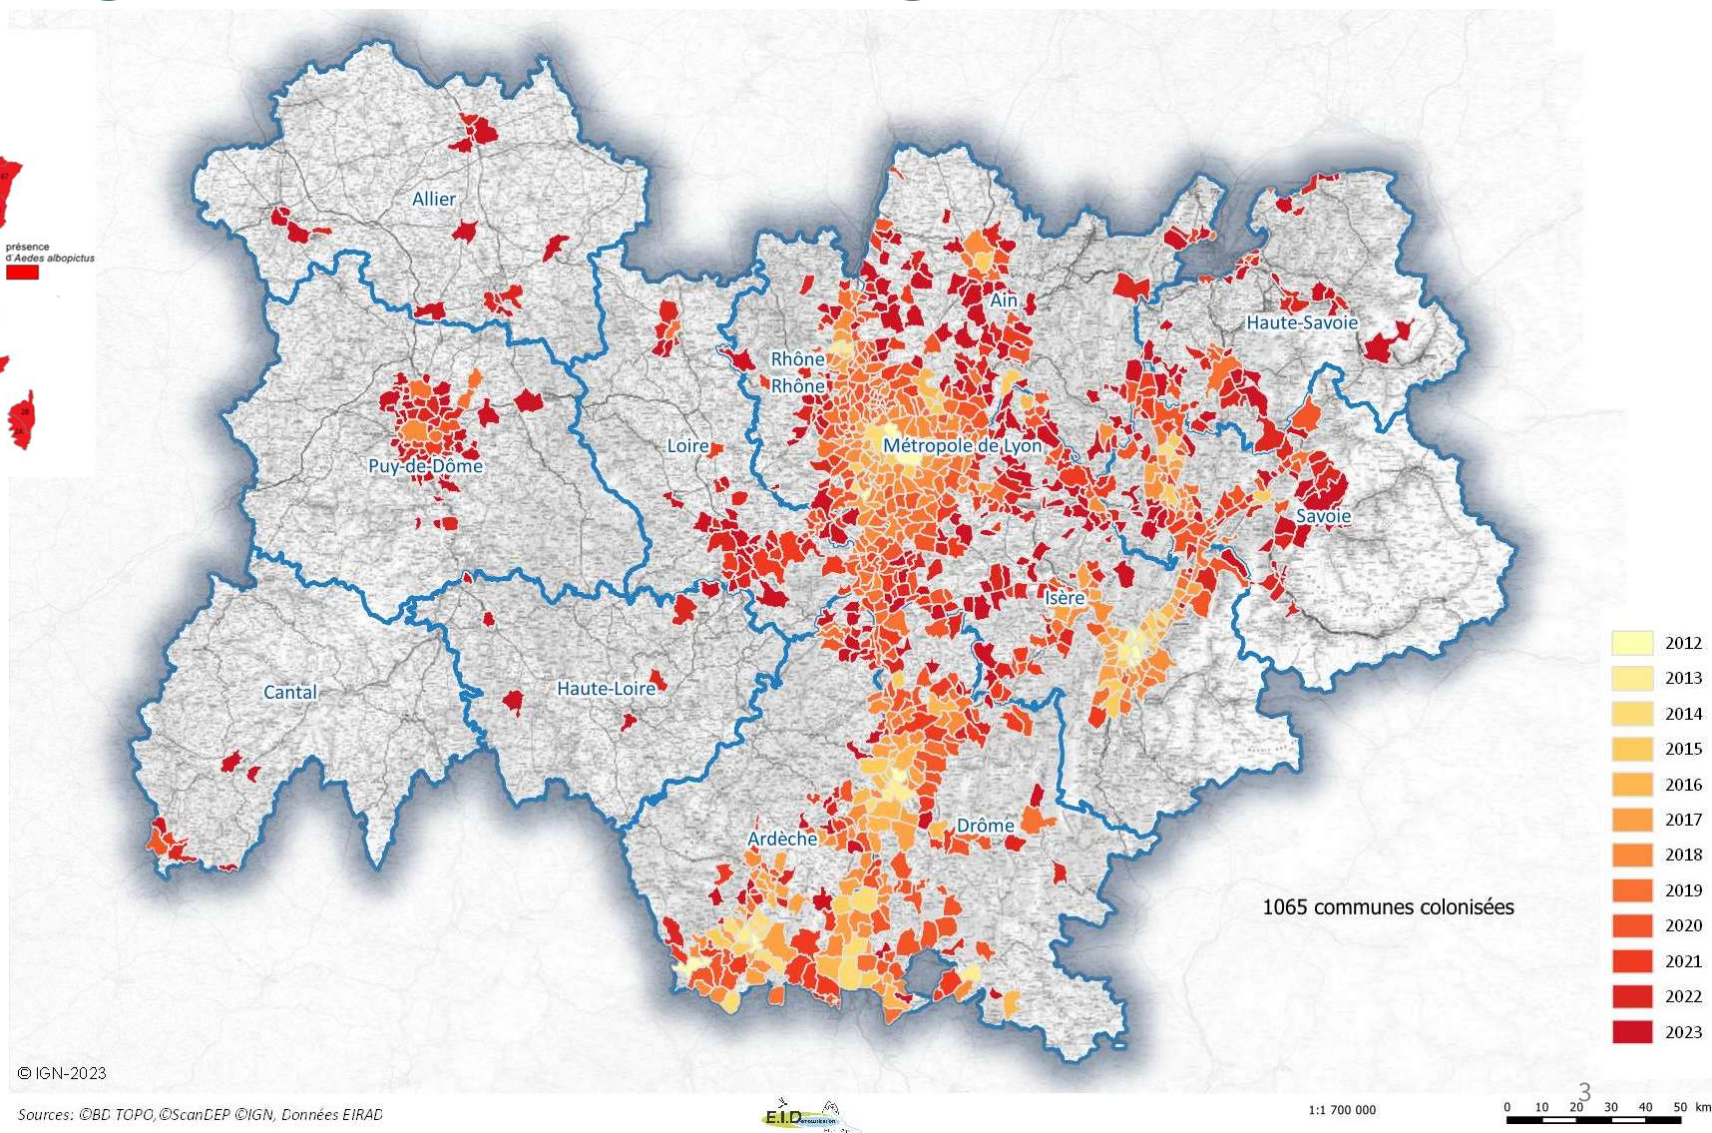 67
présence
d'Aedes albopictus
2B
2A
Allier
Ain
Haute-Savoie
Rhône
Rhône
Loire
Métropole de Lyon
Puy-de-Dôme
Savoie
Isère
Cantal
Haute-Loire
Ardèche
Drôme
2012
2013
2014
2015
2016
2017
2018
2019
2020
2021
2022
2023
1065 communes colonisées
© IGN-2023
3
Sources: ©BD TOPO,©ScanDEP ©IGN, Données EIRAD
E.I.D
1:1 700 000
0 10 20 30 40 50 km